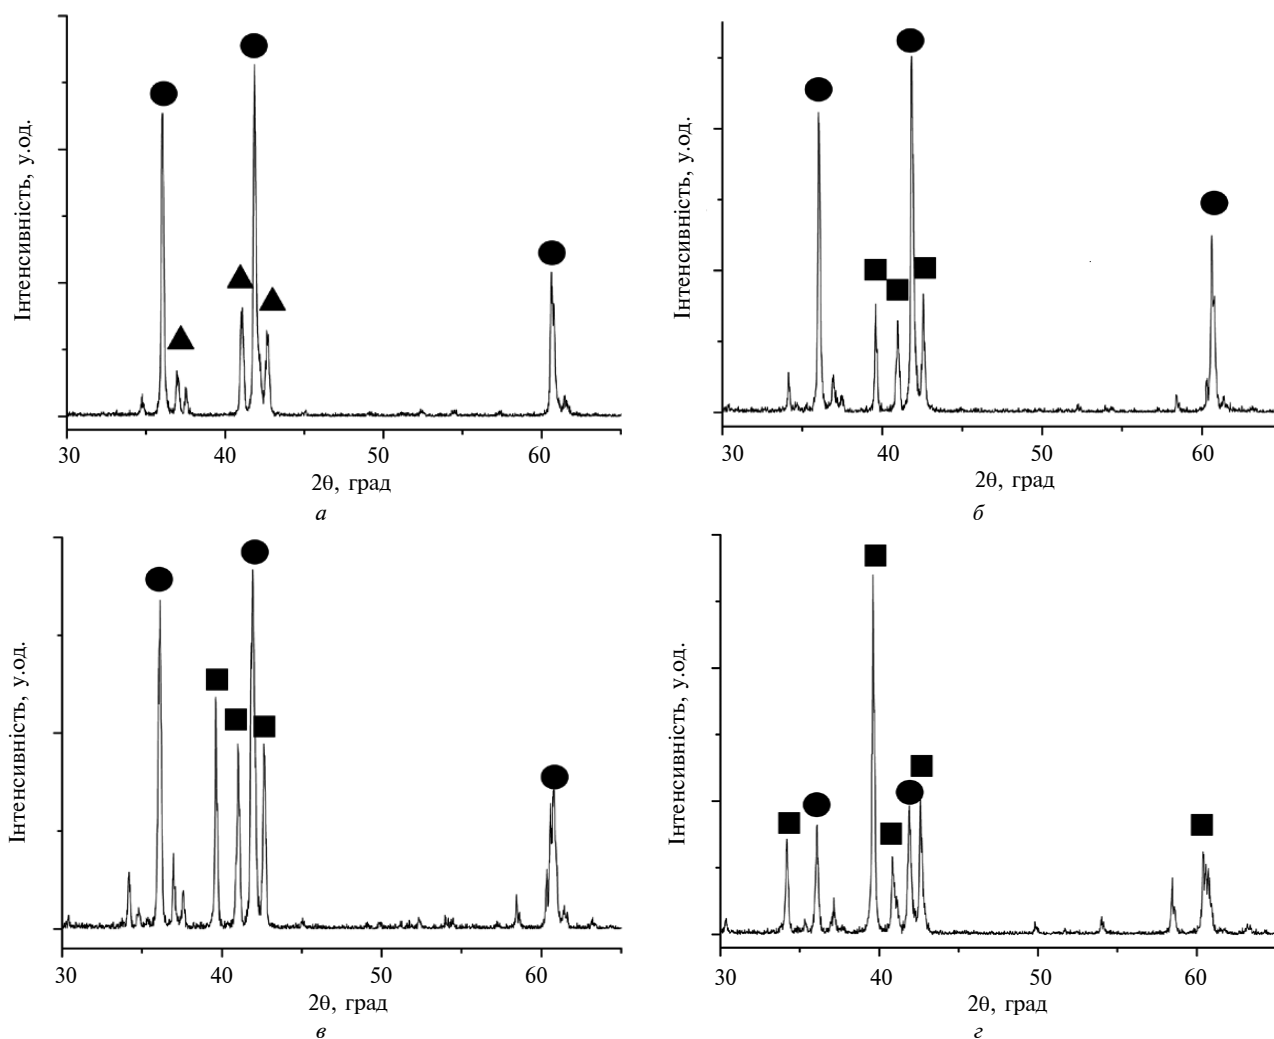 Інтенсивність, у.од.
30 40 50 60
2θ, град
а
Інтенсивність, у.од.
30 40 50 60
2θ, град
б
Інтенсивність, у.од.
30 40 50 60
2θ, град
в
Інтенсивність, у.од.
30 40 50 60
2θ, град
г